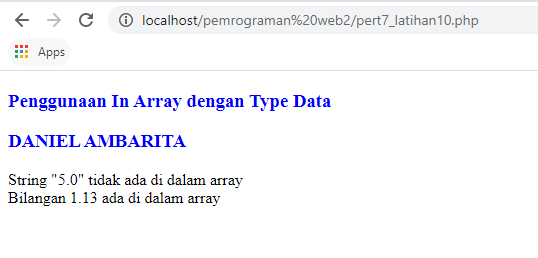 localhost/pemrograman%20web2/pert7_latihan10.php
Apps
Penggunaan In Array dengan Type Data
DANIEL AMBARITA
String "5.0" tidak ada di dalam array
Bilangan 1.13 ada di dalam array